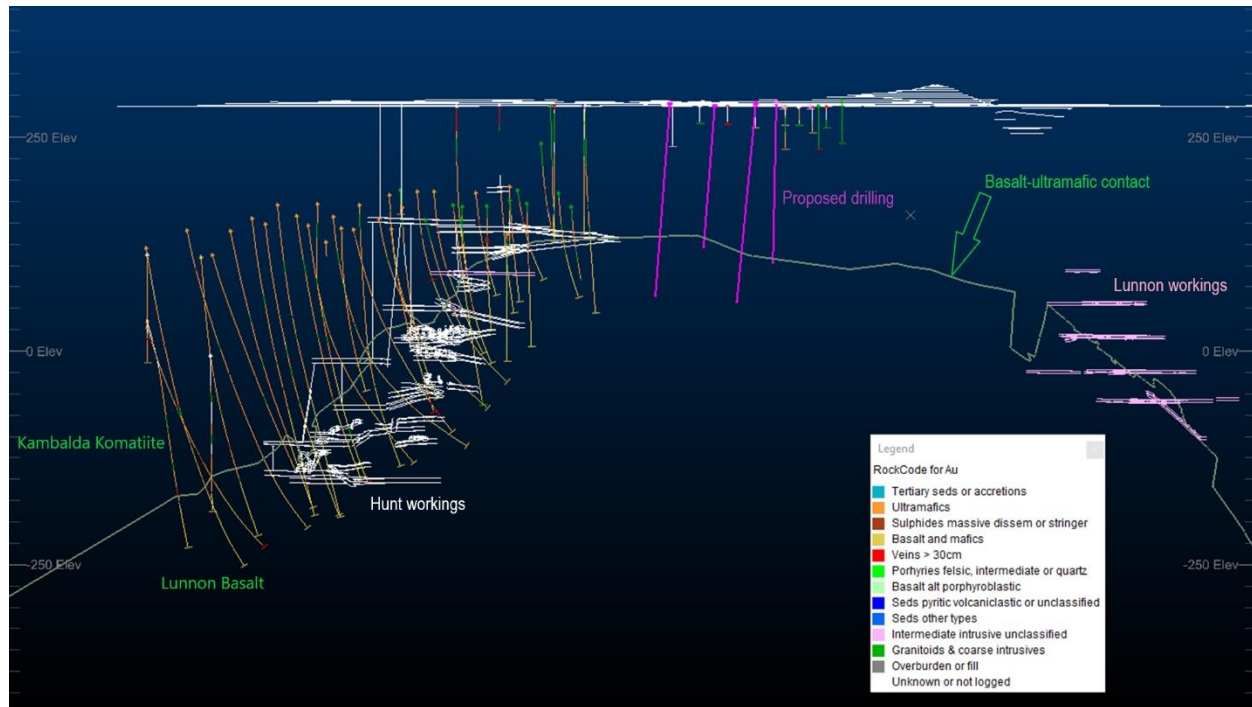 250 Elev
250 Elev
Proposed drilling
Basalt-ultramafic contact
Lunnon workings
0 Elev
0 Elev
Kambalda Komatiite
Hunt workings
-250 Elev
-250 Elev
Lunnon Basalt
Legend
RockCode for Au
Tertiary seds or accretions
Ultramafics
Sulphides massive dissem or stringer
Basalt and mafics
Veins > 30cm
Porhyries felsic, intermediate or quartz
Basalt alt porphyroblastic
Seds pyritic volcaniclastic or unclassified
Seds other types
Intermediate intrusive unclassified
Granitoids & coarse intrusives
Overburden or fill
Unknown or not logged